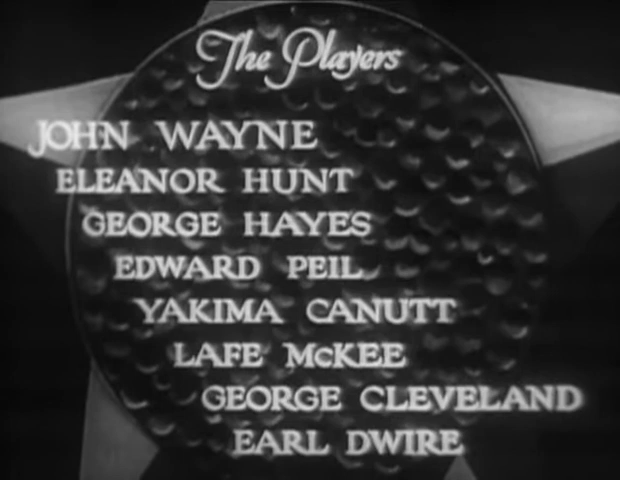 The Players
JOHN WAYNE
ELEANOR HUNT
GEORGE HAYES
EDWARD PEIL
YAKIMA CANUTT
LAFE McKEE
GEORGE CLEVELAND
EARL DWIRE